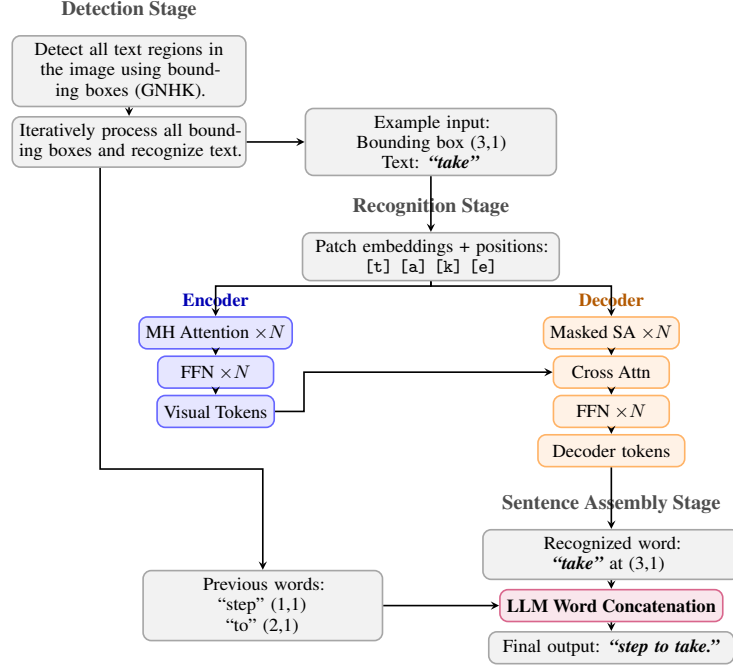 Detection Stage
Detect all text regions in
the image using bound-
ing boxes (GNHK).
Iteratively process all bound-
ing boxes and recognize text.
Example input:
Bounding box (3,1)
Text: “take”
Recognition Stage
Patch embeddings + positions:
[t] [a] [k] [e]
Encoder
MH Attention ×N
FFN ×N
Visual Tokens
Decoder
Masked SA ×N
Cross Attn
FFN ×N
Decoder tokens
Sentence Assembly Stage
Recognized word:
“take” at (3,1)
Previous words:
“step” (1,1)
“to” (2,1)
LLM Word Concatenation
Final output: “step to take.”